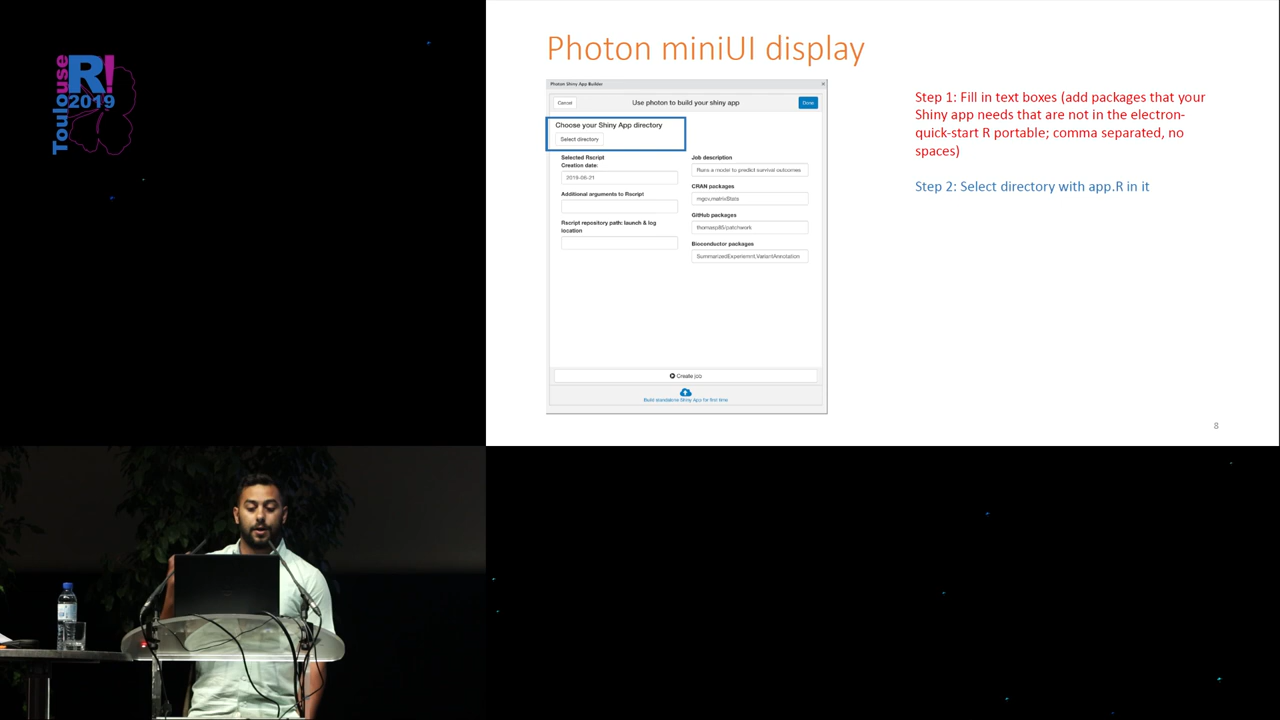 Toulouse
R!
2019
Photon miniUI display
Photon Shiny App Builder
Cancel
Use photon to build your shiny app
Done
Choose your Shiny App directory
Select directory
Selected Rscript
Creation date:
2019-06-21
Additional arguments to Rscript
Rscript repository path: launch & log
location
Job description
Runs a model to predict survival outcomes
CRAN packages
mgcv,matrixStats
GitHub packages
thomasp85/patchwork
Bioconductor packages
SummarizedExperiemnt,VariantAnnotation
Create job
Build standalone Shiny App for first time
Step 1: Fill in text boxes (add packages that your
Shiny app needs that are not in the electron-
quick-start R portable; comma separated, no
spaces)
Step 2: Select directory with app.R in it
8